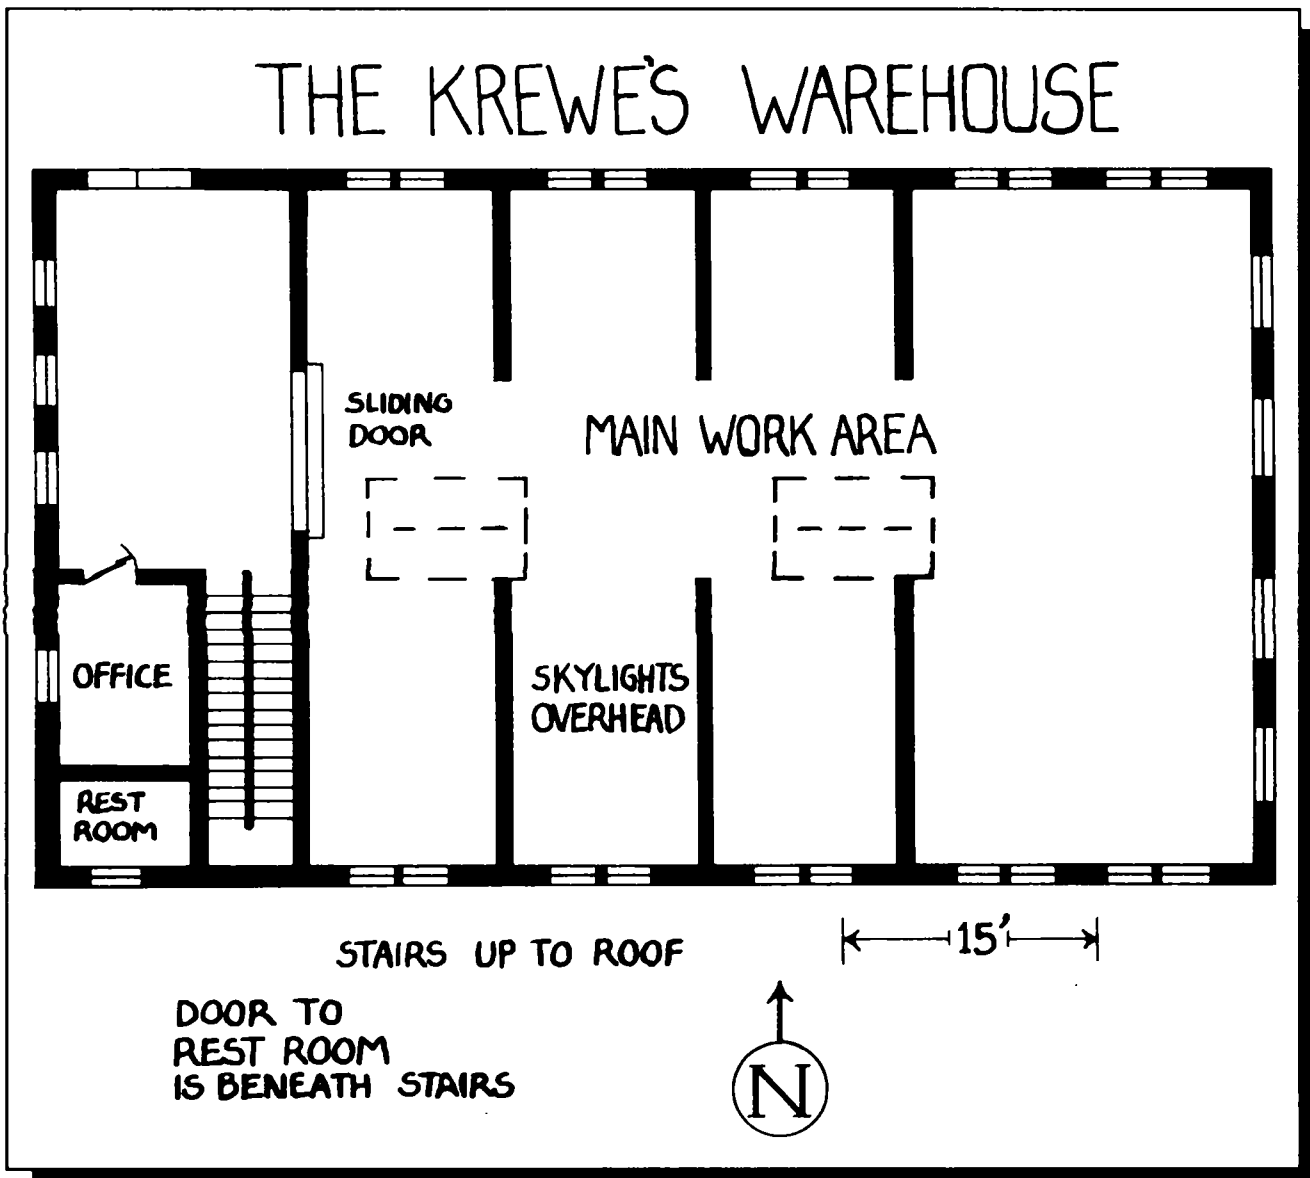 THE KREWE'S WAREHOUSE
SLIDING
DOOR
MAIN WORK AREA
OFFICE
SKYLIGHTS
OVERHEAD
REST
ROOM
15'
STAIRS UP TO ROOF
DOOR TO
REST ROOM
IS BENEATH STAIRS
N